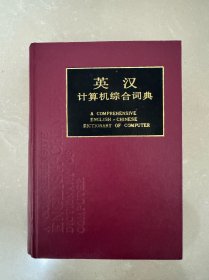 英汉
计算机综合词典
A COMPREHENSIVE
ENGLISH-CHINESE
DICTIONARY OF COMPUTER